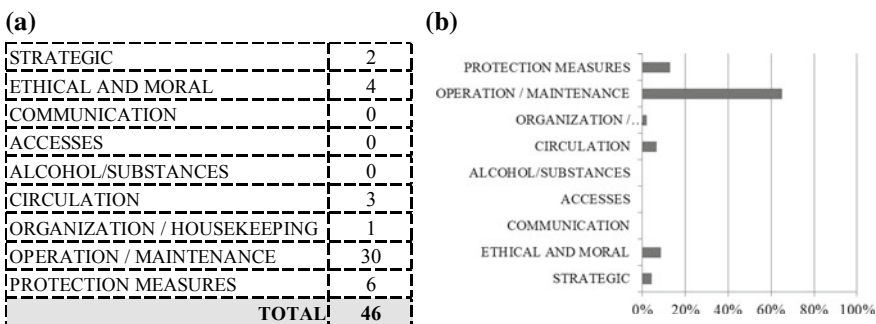 (a)
STRATEGIC 2
ETHICAL AND MORAL 4
COMMUNICATION 0
ACCESSES 0
ALCOHOL/SUBSTANCES 0
CIRCULATION 3
ORGANIZATION / HOUSEKEEPING 1
OPERATION / MAINTENANCE 30
PROTECTION MEASURES 6
TOTAL 46
(b)
PROTECTION MEASURES
OPERATION / MAINTENANCE
ORGANIZATION /...
CIRCULATION
ALCOHOL/SUBSTANCES
ACCESSES
COMMUNICATION
ETHICAL AND MORAL
STRATEGIC
0% 20% 40% 60% 80% 100%